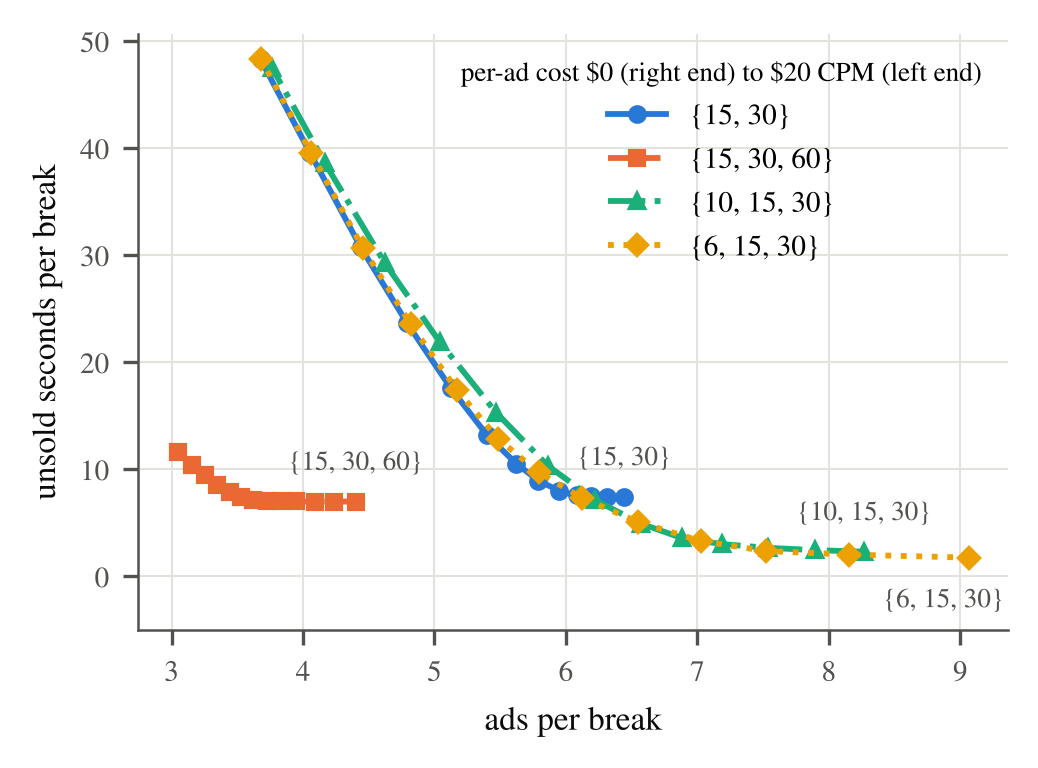 50
40
30
20
10
0
unsold seconds per break
per-ad cost $0 (right end) to $20 CPM (left end)
{15, 30}
{15, 30, 60}
{10, 15, 30}
{6, 15, 30}
{15, 30, 60}
{15, 30}
{10, 15, 30}
{6, 15, 30}
3 4 5 6 7 8 9
ads per break